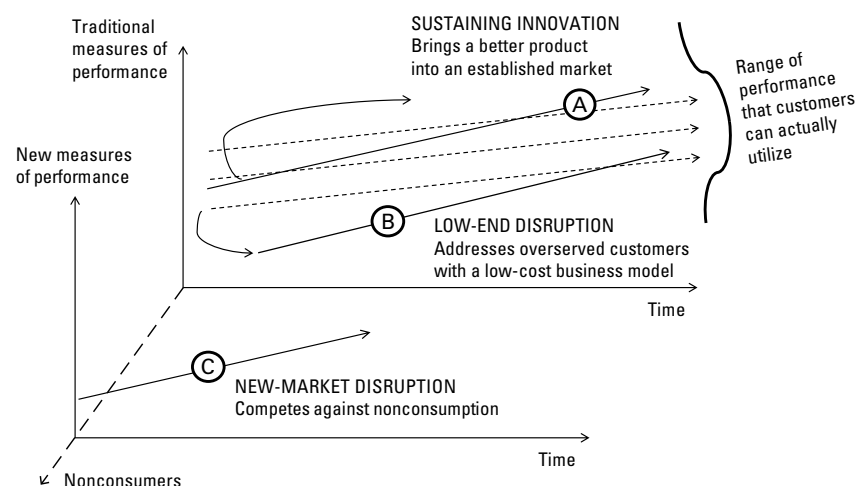 Traditional
measures of
performance
SUSTAINING INNOVATION
Brings a better product
into an established market
Range of
performance
that customers
can actually
utilize
A
New measures
of performance
B
LOW-END DISRUPTION
Addresses overserved customers
with a low-cost business model
Time
C
NEW-MARKET DISRUPTION
Competes against nonconsumption
Time
Nonconsumers